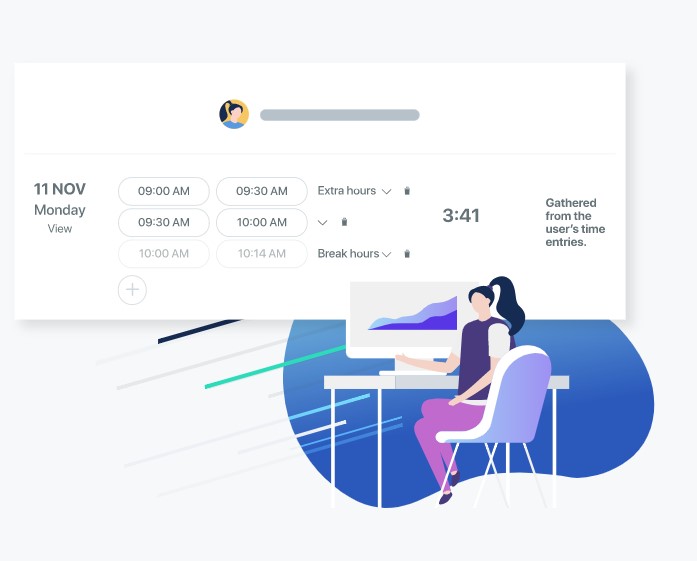 11 NOV
Monday
View
09:00 AM 09:30 AM Extra hours
09:30 AM 10:00 AM
10:00 AM 10:14 AM Break hours
3:41
Gathered
from the
user's time
entries.